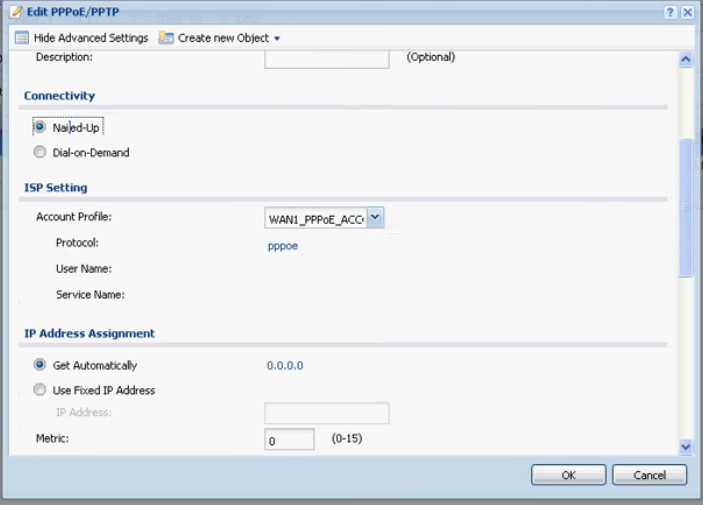 Edit PPPoE/PPTP
Hide Advanced Settings Create new Object
Description: (Optional)
Connectivity
Nailed-Up
Dial-on-Demand
ISP Setting
Account Profile: WAN1_PPPoE_ACC
Protocol: pppoe
User Name:
Service Name:
IP Address Assignment
Get Automatically 0.0.0.0
Use Fixed IP Address
IP Address:
Metric: 0 (0-15)
OK Cancel